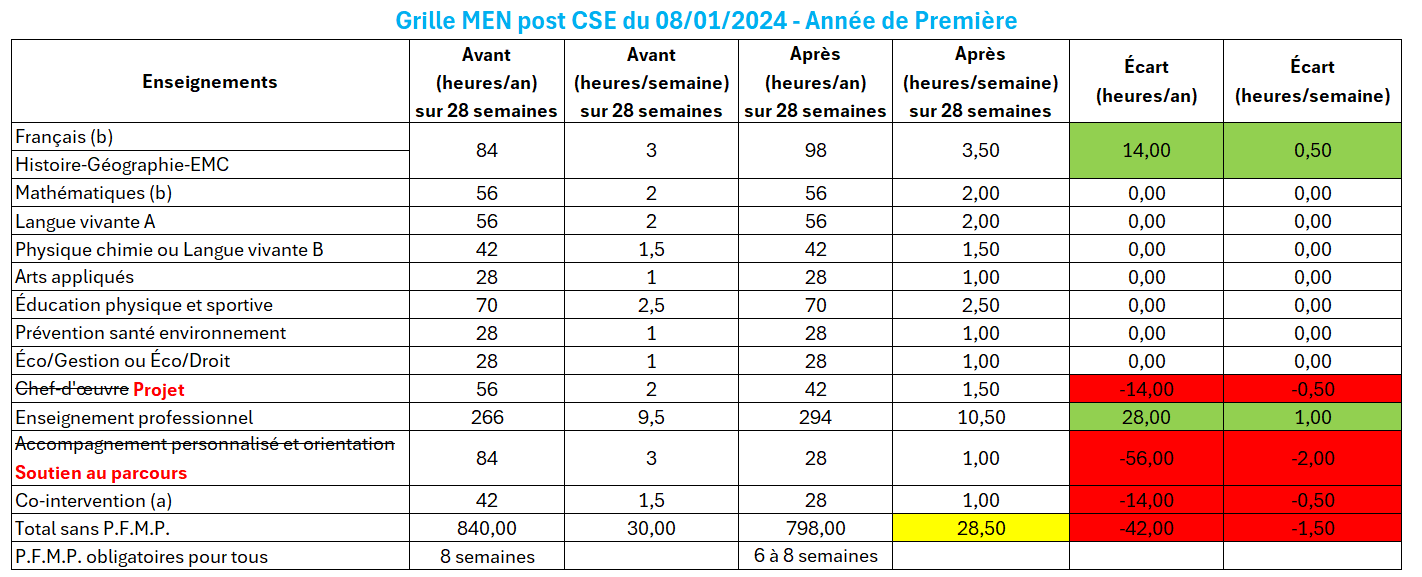 Grille MEN post CSE du 08/01/2024 - Année de Première
Enseignements | Avant (heures/an) sur 28 semaines | Avant (heures/semaine) sur 28 semaines | Après (heures/an) sur 28 semaines | Après (heures/semaine) sur 28 semaines | Écart (heures/an) | Écart (heures/semaine)
Français (b)
Histoire-Géographie-EMC | 84 | 3 | 98 | 3,50 | 14,00 | 0,50
Mathématiques (b) | 56 | 2 | 56 | 2,00 | 0,00 | 0,00
Langue vivante A | 56 | 2 | 56 | 2,00 | 0,00 | 0,00
Physique chimie ou Langue vivante B | 42 | 1,5 | 42 | 1,50 | 0,00 | 0,00
Arts appliqués | 28 | 1 | 28 | 1,00 | 0,00 | 0,00
Éducation physique et sportive | 70 | 2,5 | 70 | 2,50 | 0,00 | 0,00
Prévention santé environnement | 28 | 1 | 28 | 1,00 | 0,00 | 0,00
Éco/Gestion ou Éco/Droit | 28 | 1 | 28 | 1,00 | 0,00 | 0,00
Chef-d'œuvre Projet | 56 | 2 | 42 | 1,50 | -14,00 | -0,50
Enseignement professionnel | 266 | 9,5 | 294 | 10,50 | 28,00 | 1,00
Accompagnement personnalisé et orientation
Soutien au parcours | 84 | 3 | 28 | 1,00 | -56,00 | -2,00
Co-intervention (a) | 42 | 1,5 | 28 | 1,00 | -14,00 | -0,50
Total sans P.F.M.P. | 840,00 | 30,00 | 798,00 | 28,50 | -42,00 | -1,50
P.F.M.P. obligatoires pour tous | 8 semaines | | 6 à 8 semaines